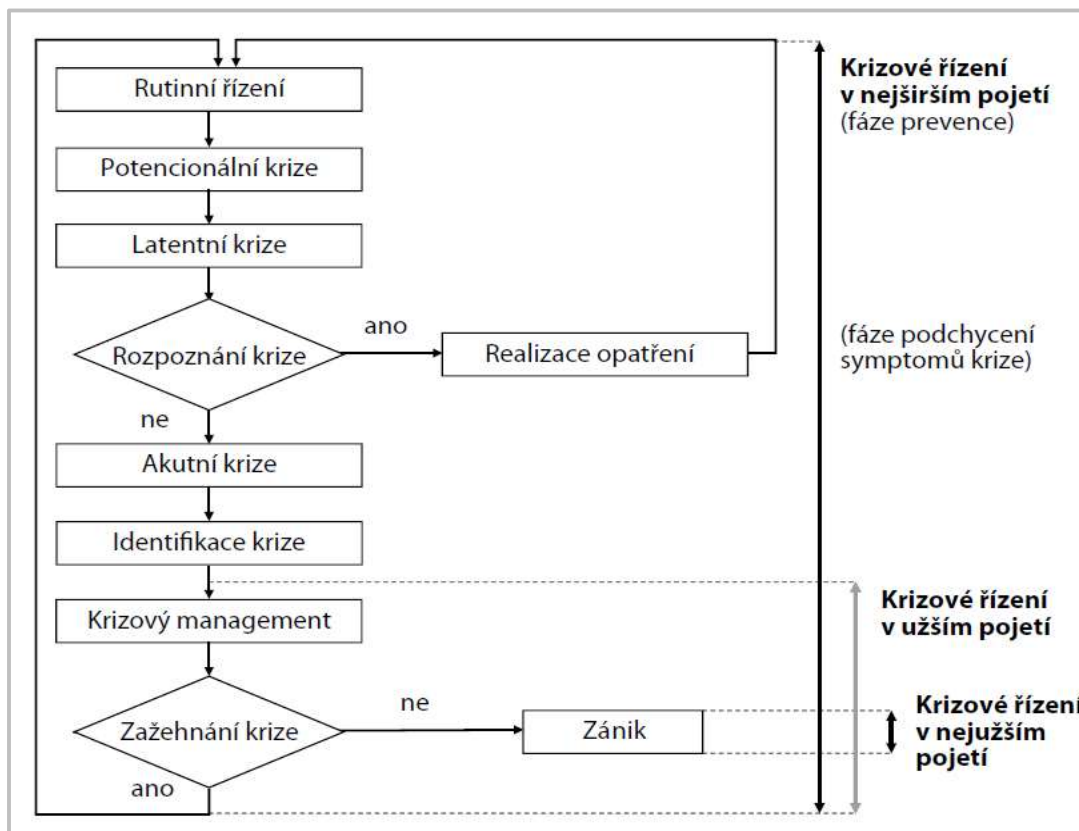 Rutinní řízení
Potencionální krize
Latentní krize
Rozpoznání krize
ano
Realizace opatření
ne
Akutní krize
Identifikace krize
Krizový management
Zažehnání krize
ne
Zánik
ano
Krizové řízení
v nejširším pojetí
(fáze prevence)
(fáze podchycení
symptomů krize)
Krizové řízení
v užším pojetí
Krizové řízení
v nejužším
pojetí